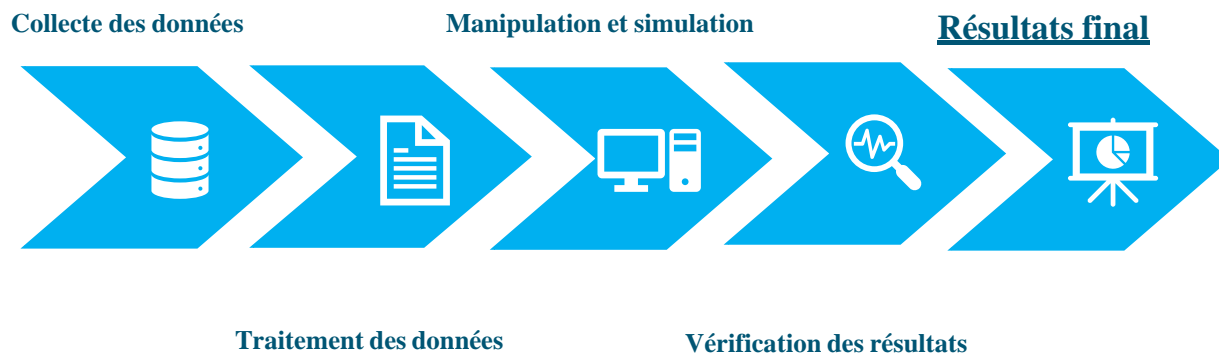 Collecte des données
Manipulation et simulation
Résultats final
Traitement des données
Vérification des résultats